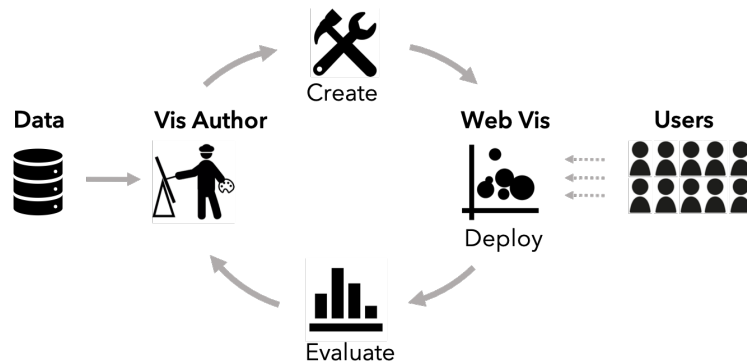 Create
Data
Vis Author
Web Vis
Users
Deploy
Evaluate